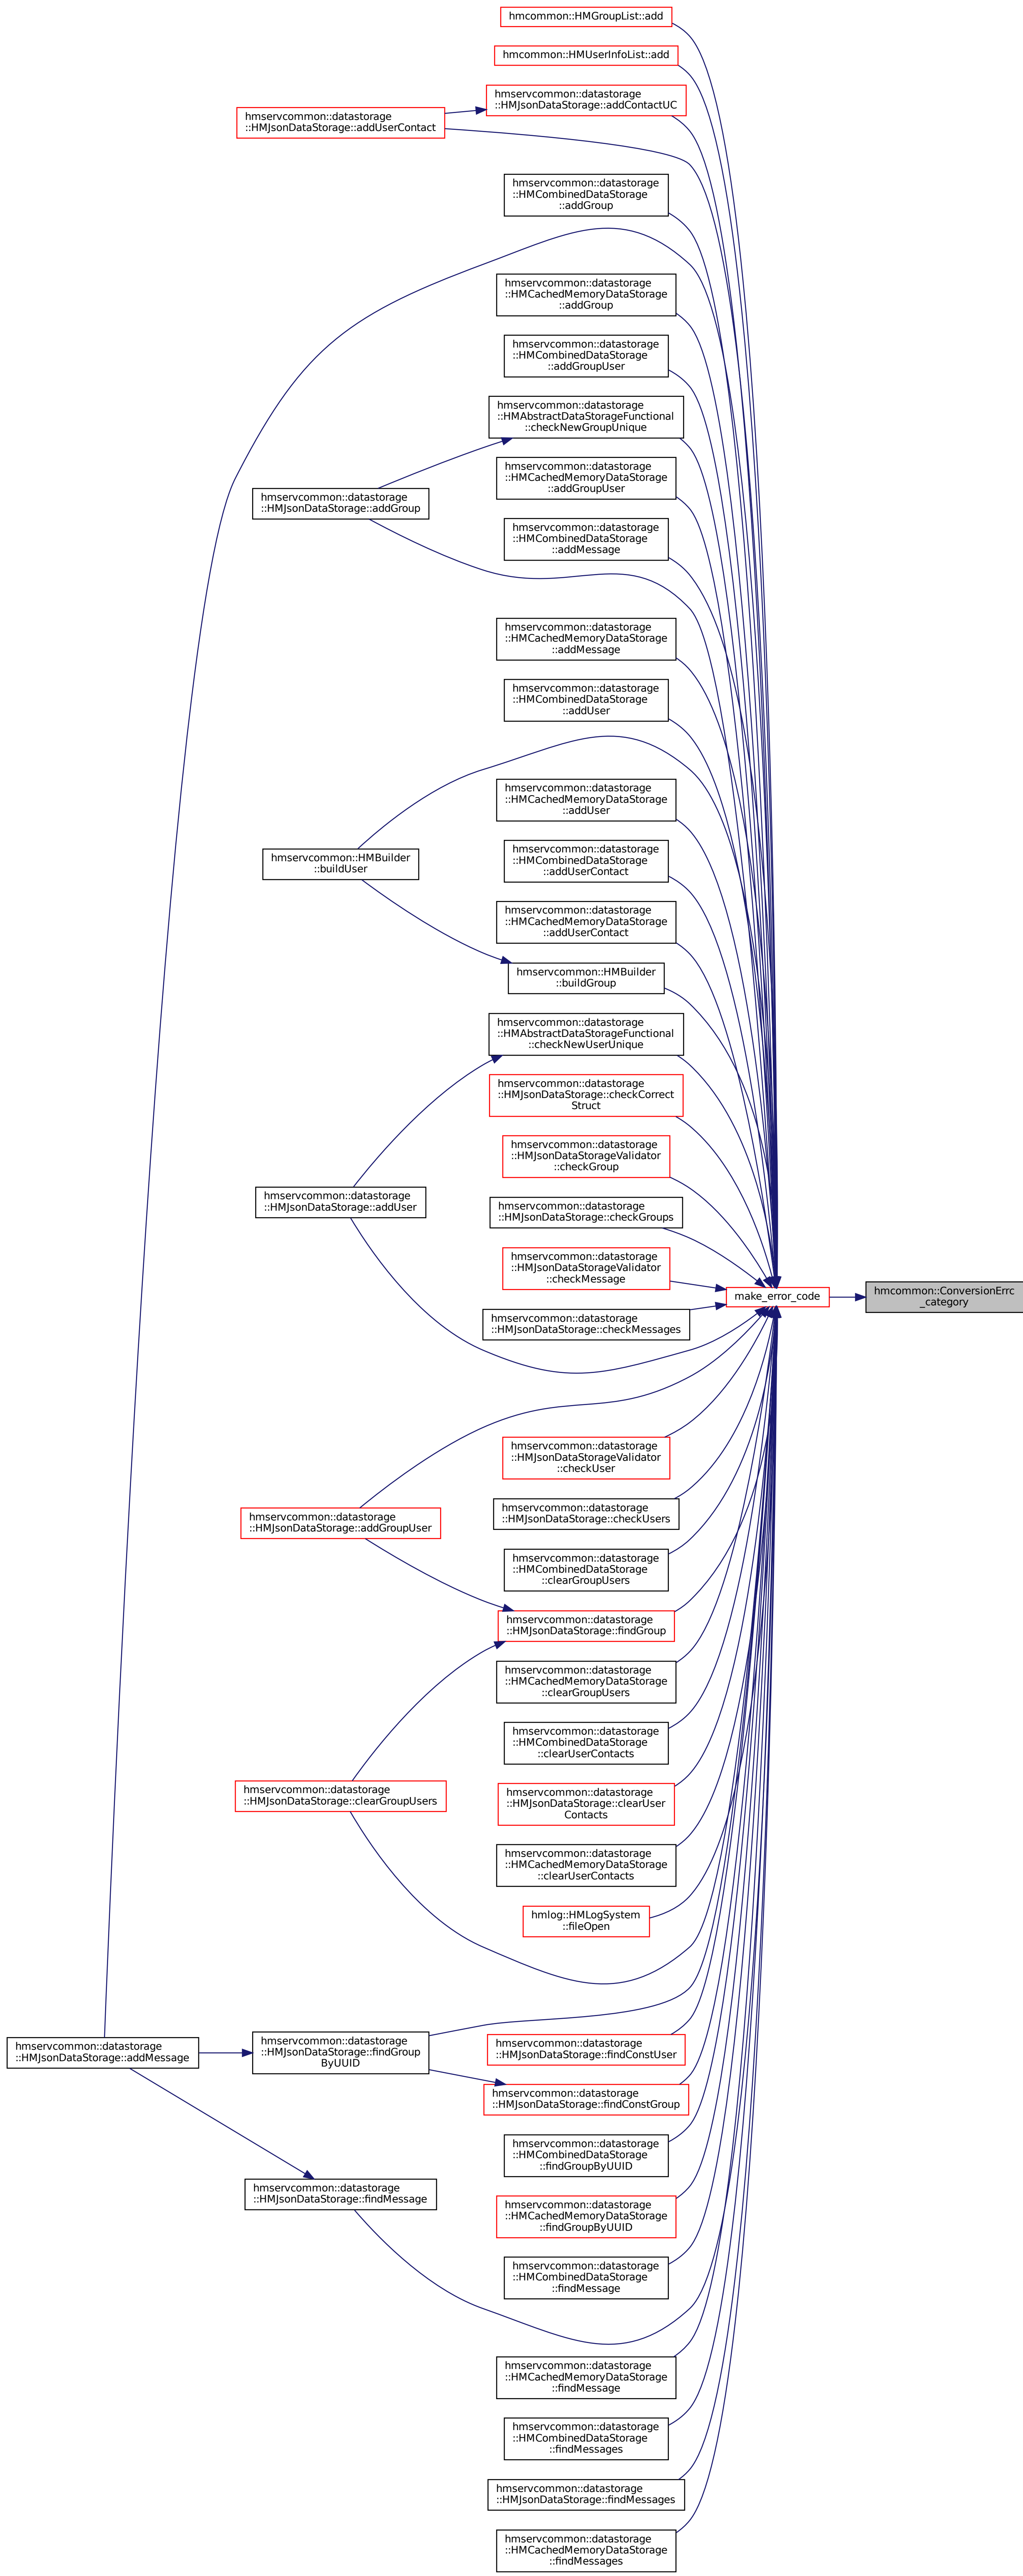 hmcommon::HMGroupList::add
hmcommon::HMUserInfoList::add
hmservcommon::datastorage
::HMJsonDataStorage::addContactUC
hmservcommon::datastorage
::HMJsonDataStorage::addUserContact
hmservcommon::datastorage
::HMCombinedDataStorage
::addGroup
hmservcommon::datastorage
::HMCachedMemoryDataStorage
::addGroup
hmservcommon::datastorage
::HMCombinedDataStorage
::addGroupUser
hmservcommon::datastorage
::HMAbstractDataStorageFunctional
::checkNewGroupUnique
hmservcommon::datastorage
::HMCachedMemoryDataStorage
::addGroupUser
hmservcommon::datastorage
::HMJsonDataStorage::addGroup
hmservcommon::datastorage
::HMCombinedDataStorage
::addMessage
hmservcommon::datastorage
::HMCachedMemoryDataStorage
::addMessage
hmservcommon::datastorage
::HMCombinedDataStorage
::addUser
hmservcommon::datastorage
::HMCachedMemoryDataStorage
::addUser
hmservcommon::datastorage
::HMCombinedDataStorage
::addUserContact
hmservcommon::HMBuilder
::buildUser
hmservcommon::datastorage
::HMCachedMemoryDataStorage
::addUserContact
hmservcommon::HMBuilder
::buildGroup
hmservcommon::datastorage
::HMAbstractDataStorageFunctional
::checkNewUserUnique
hmservcommon::datastorage
::HMJsonDataStorage::checkCorrect
Struct
hmservcommon::datastorage
::HMJsonDataStorageValidator
::checkGroup
hmservcommon::datastorage
::HMJsonDataStorage::addUser
hmservcommon::datastorage
::HMJsonDataStorage::checkGroups
hmservcommon::datastorage
::HMJsonDataStorageValidator
::checkMessage
make_error_code
hmcommon::ConversionErrc
_category
hmservcommon::datastorage
::HMJsonDataStorage::checkMessages
hmservcommon::datastorage
::HMJsonDataStorageValidator
::checkUser
hmservcommon::datastorage
::HMJsonDataStorage::checkUsers
hmservcommon::datastorage
::HMJsonDataStorage::addGroupUser
hmservcommon::datastorage
::HMCombinedDataStorage
::clearGroupUsers
hmservcommon::datastorage
::HMJsonDataStorage::findGroup
hmservcommon::datastorage
::HMCachedMemoryDataStorage
::clearGroupUsers
hmservcommon::datastorage
::HMCombinedDataStorage
::clearUserContacts
hmservcommon::datastorage
::HMJsonDataStorage::clearGroupUsers
hmservcommon::datastorage
::HMJsonDataStorage::clearUser
Contacts
hmservcommon::datastorage
::HMCachedMemoryDataStorage
::clearUserContacts
hmlog::HMLogSystem
::fileOpen
hmservcommon::datastorage
::HMJsonDataStorage::addMessage
hmservcommon::datastorage
::HMJsonDataStorage::findGroup
ByUUID
hmservcommon::datastorage
::HMJsonDataStorage::findConstUser
hmservcommon::datastorage
::HMJsonDataStorage::findConstGroup
hmservcommon::datastorage
::HMCombinedDataStorage
::findGroupByUUID
hmservcommon::datastorage
::HMJsonDataStorage::findMessage
hmservcommon::datastorage
::HMCachedMemoryDataStorage
::findGroupByUUID
hmservcommon::datastorage
::HMCombinedDataStorage
::findMessage
hmservcommon::datastorage
::HMCachedMemoryDataStorage
::findMessage
hmservcommon::datastorage
::HMCombinedDataStorage
::findMessages
hmservcommon::datastorage
::HMJsonDataStorage::findMessages
hmservcommon::datastorage
::HMCachedMemoryDataStorage
::findMessages